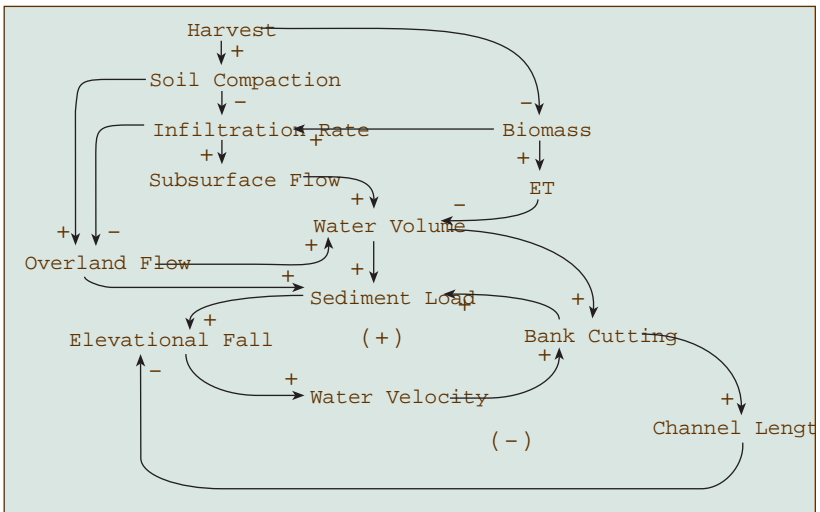 Harvest
+
Soil Compaction
–
–
Infiltration Rate
+
Biomass
+
+
Subsurface Flow
ET
+
–
Water Volume
+
–
+
Overland Flow
+
+
Sediment Load
+
+
+
Elevational Fall
(+)
Bank Cutting
+
–
+
Water Velocity
+
Channel Lengt
(–)